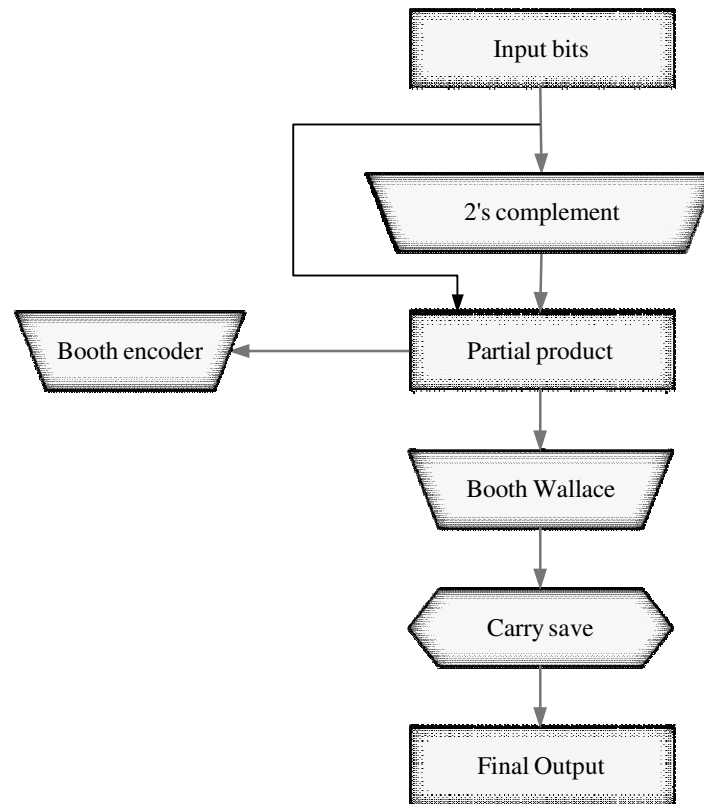 Input bits
2's complement
Booth encoder
Partial product
Booth Wallace
Carry save
Final Output